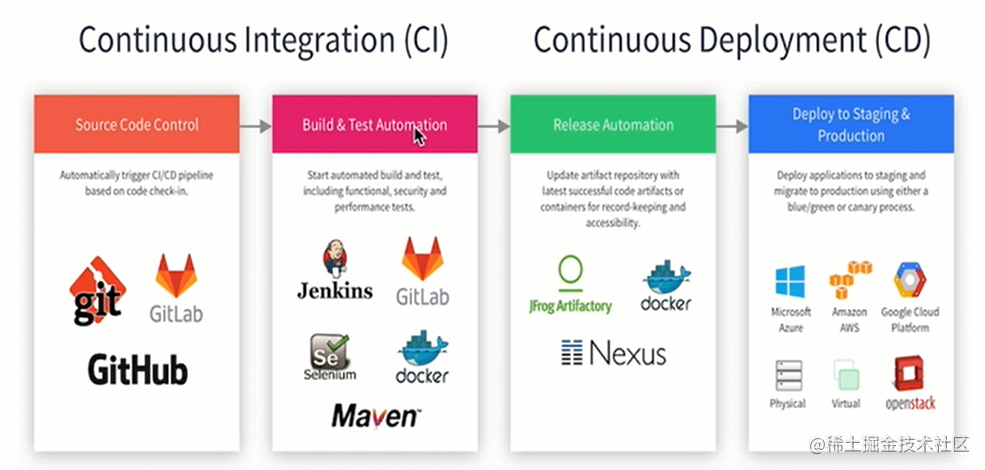 Continuous Integration (CI)
Continuous Deployment (CD)
Source Code Control
Automatically trigger CI/CD pipeline
based on code check-in.
git
GitLab
GitHub
Build & Test Automation
Start automated build and test,
including functional, security and
performance tests.
Jenkins
GitLab
Se
Selenium
docker
Maven™
Release Automation
Update artifact repository with
latest successful code artifacts or
containers for record-keeping and
accessibility.
JFrog Artifactory
docker
Nexus
Deploy to Staging &
Production
Deploy applications to staging and
migrate to production using either a
blue/green or canary process.
Microsoft
Azure
Amazon
AWS
Google Cloud
Platform
Physical
Virtual
openstack
@稀土掘金技术社区